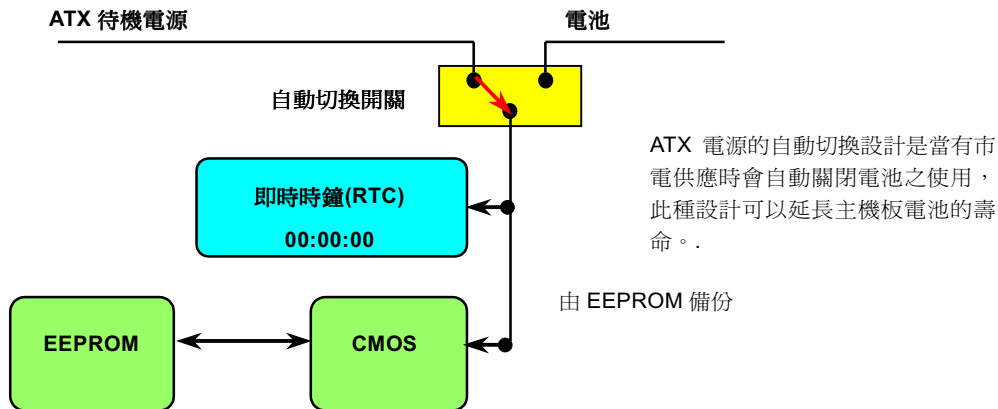 ATX 待機電源
電池
自動切換開關
ATX 電源的自動切換設計是當有市
電供應時會自動關閉電池之使用，
此種設計可以延長主機板電池的壽
命。.
即時時鐘(RTC)
00:00:00
由 EEPROM 備份
EEPROM
CMOS